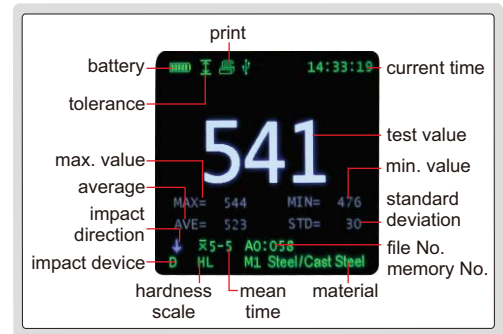 print
battery
14:33:19
current time
tolerance
541
test value
max. value
min. value
MAX= 544 MIN= 476
average
standard
deviation
AVE= 523 STD= 30
impact
direction
x̅5-5 A0:058
file No.
memory No.
impact device
D HL M1 Steel/Cast Steel
hardness
scale
mean
time
material